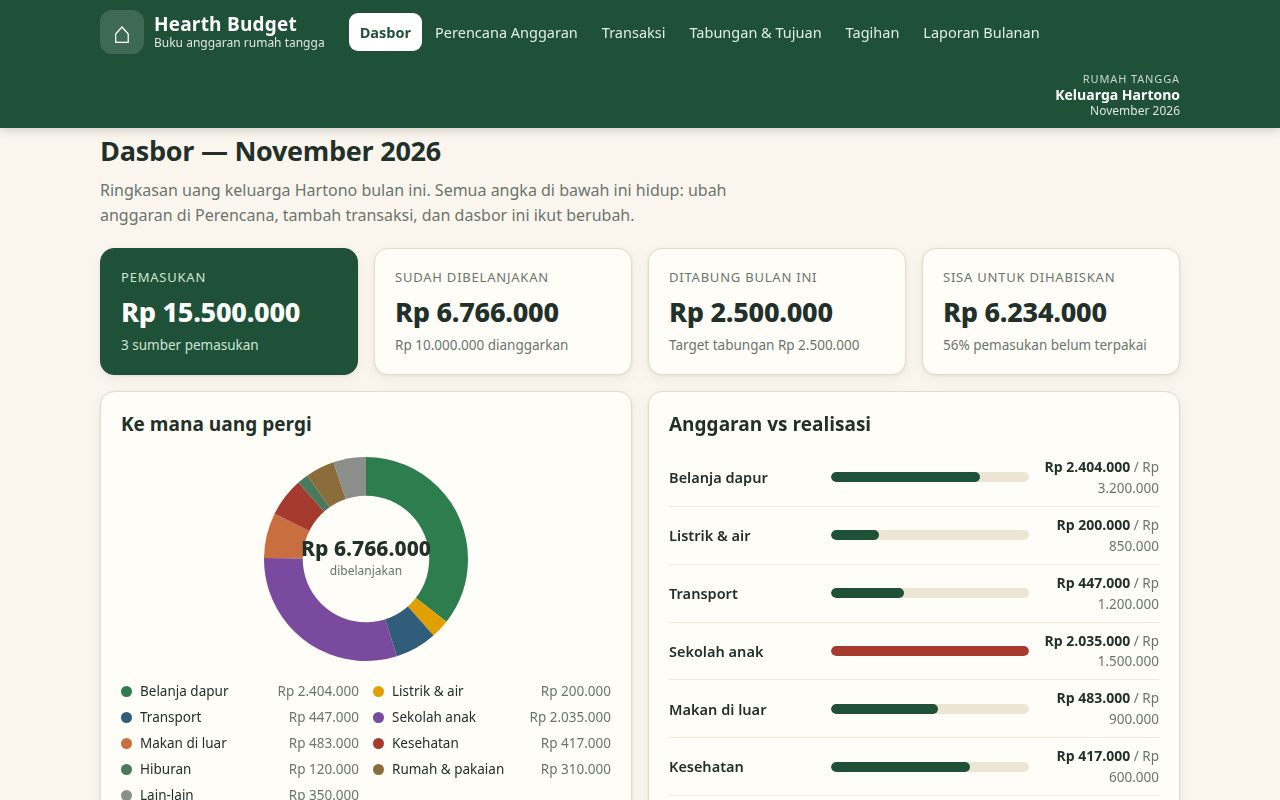 Hearth Budget
Buku anggaran rumah tangga
Dasbor
Perencana Anggaran
Transaksi
Tabungan & Tujuan
Tagihan
Laporan Bulanan
RUMAH TANGGA
Keluarga Hartono
November 2026
Dasbor — November 2026
Ringkasan uang keluarga Hartono bulan ini. Semua angka di bawah ini hidup: ubah
anggaran di Perencana, tambah transaksi, dan dasbor ini ikut berubah.
PEMASUKAN
Rp 15.500.000
3 sumber pemasukan
SUDAH DIBELANJAKAN
Rp 6.766.000
Rp 10.000.000 dianggarkan
DITABUNG BULAN INI
Rp 2.500.000
Target tabungan Rp 2.500.000
SISA UNTUK DIHABISKAN
Rp 6.234.000
56% pemasukan belum terpakai
Ke mana uang pergi
Rp 6.766.000
dibelanjakan
Belanja dapur Rp 2.404.000
Listrik & air Rp 200.000
Transport Rp 447.000
Sekolah anak Rp 2.035.000
Makan di luar Rp 483.000
Kesehatan Rp 417.000
Hiburan Rp 120.000
Rumah & pakaian Rp 310.000
Lain-lain Rp 350.000
Anggaran vs realisasi
Belanja dapur
Rp 2.404.000 / Rp
3.200.000
Listrik & air
Rp 200.000 / Rp
850.000
Transport
Rp 447.000 / Rp
1.200.000
Sekolah anak
Rp 2.035.000 / Rp
1.500.000
Makan di luar
Rp 483.000 / Rp
900.000
Kesehatan
Rp 417.000 / Rp
600.000